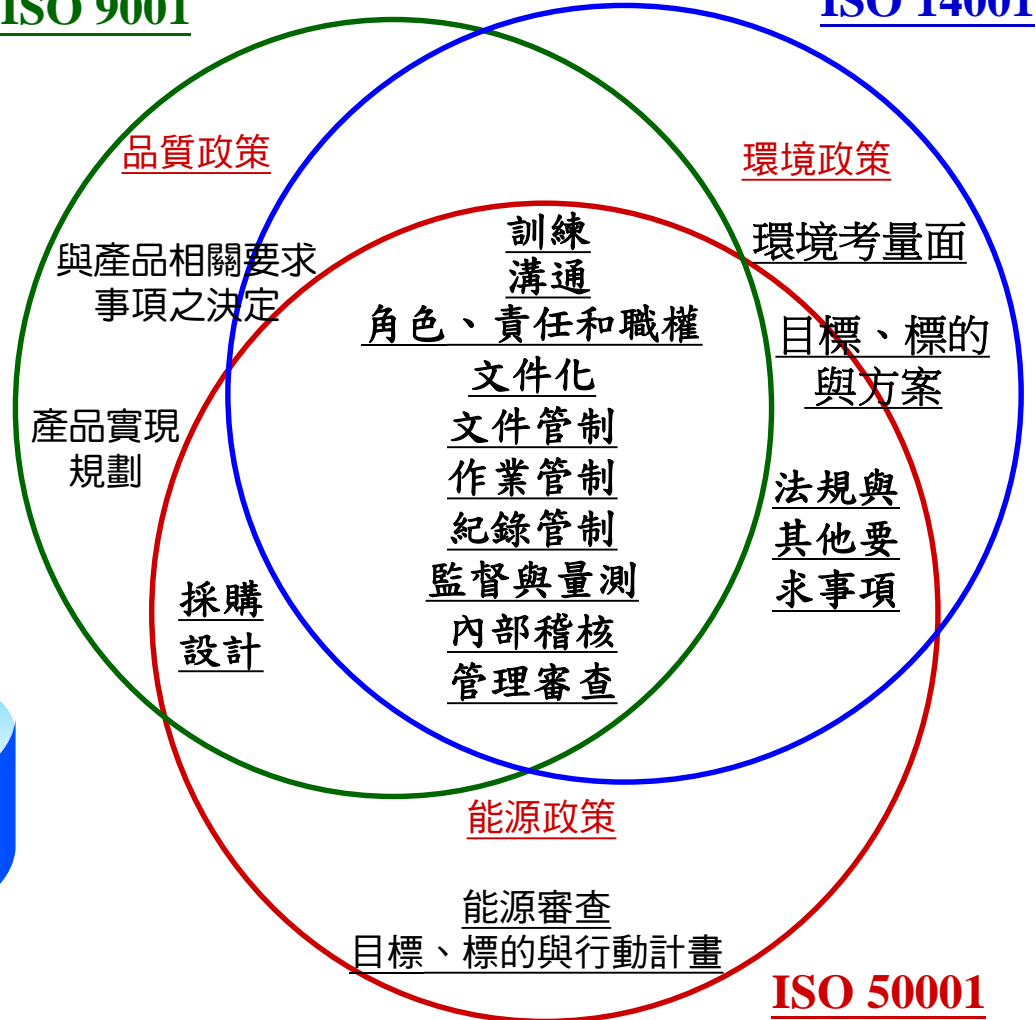 ISO 9001
ISO 14001
品質政策
環境政策
與產品相關要求
事項之決定
產品實現
規劃
訓練
溝通
角色、責任和職權
文件化
文件管制
作業管制
紀錄管制
監督與量測
內部稽核
管理審查
環境考量面
目標、標的
與方案
法規與
其他要
求事項
採購
設計
能源政策
能源審查
目標、標的與行動計畫
ISO 50001